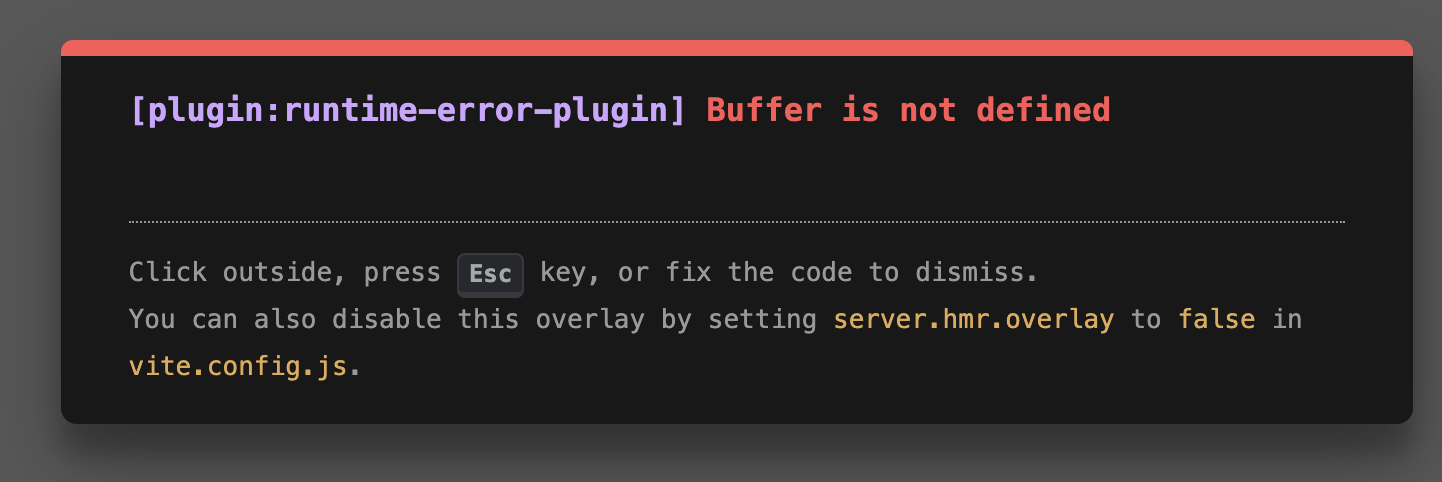 [plugin:runtime-error-plugin] Buffer is not defined
Click outside, press Esc key, or fix the code to dismiss.
You can also disable this overlay by setting server.hmr.overlay to false in
vite.config.js.